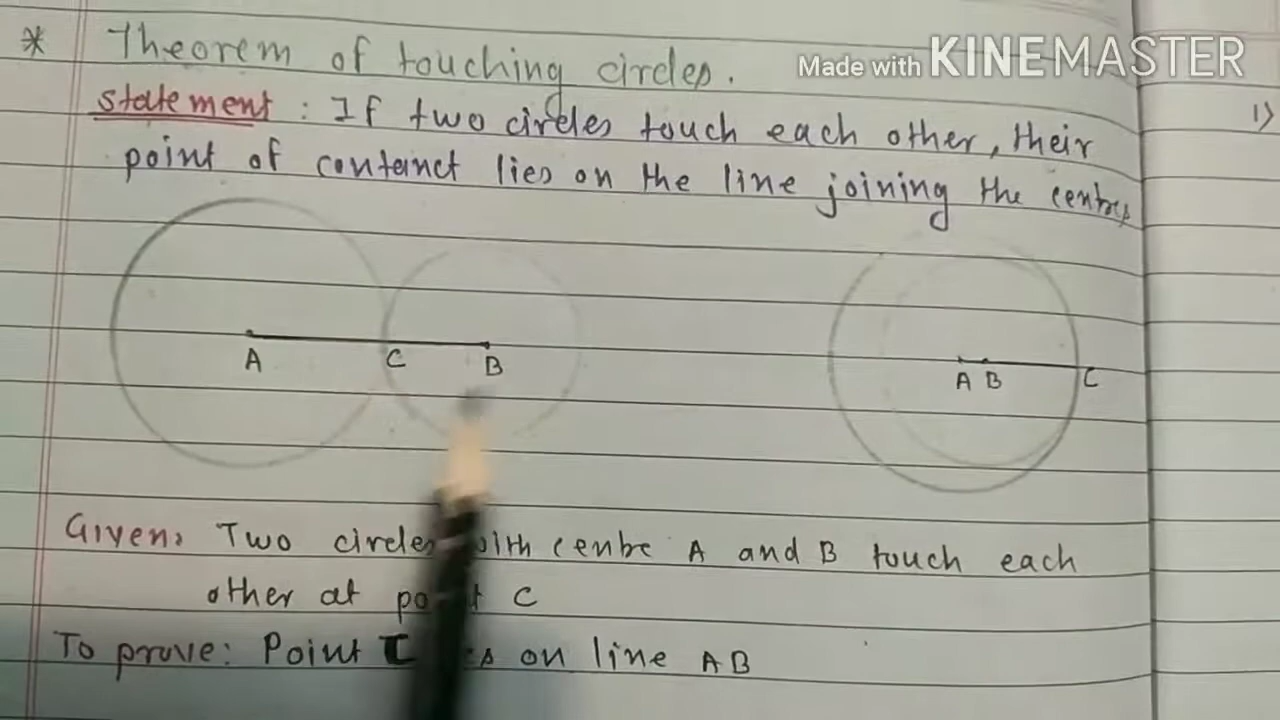 * Theorem of touching circles.
Made with KINEMASTER
statement : If two circles touch each other, their
point of contanct lies on the line joining the centres
1)
A C B
A B C
Given: Two circles with centre A and B touch each
other at point C
To prove: Point C on line AB